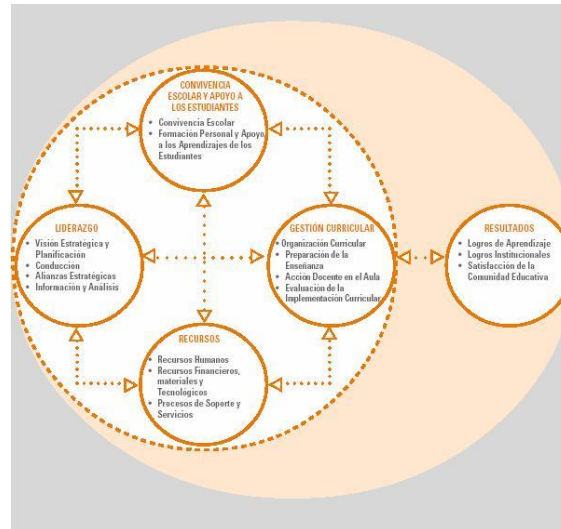 CONVIVENCIA
ESCOLAR Y APOYO A
LOS ESTUDIANTES
• Convivencia Escolar
• Formación Personal y Apoyo
a los Aprendizajes de los
Estudiantes
LIDERAZGO
• Visión Estratégica y
Planificación
• Conducción
• Alianzas Estratégicas
• Información y Análisis
GESTIÓN CURRICULAR
•Organización Curricular
• Preparación de la
Enseñanza
• Acción Docente en el Aula
• Evaluación de la
Implementación Curricular
RESULTADOS
• Logros de Aprendizaje
• Logros Institucionales
• Satisfacción de la
Comunidad Educativa
RECURSOS
• Recursos Humanos
• Recursos Financieros,
materiales y
Tecnológicos
• Procesos de Soporte y
Servicios